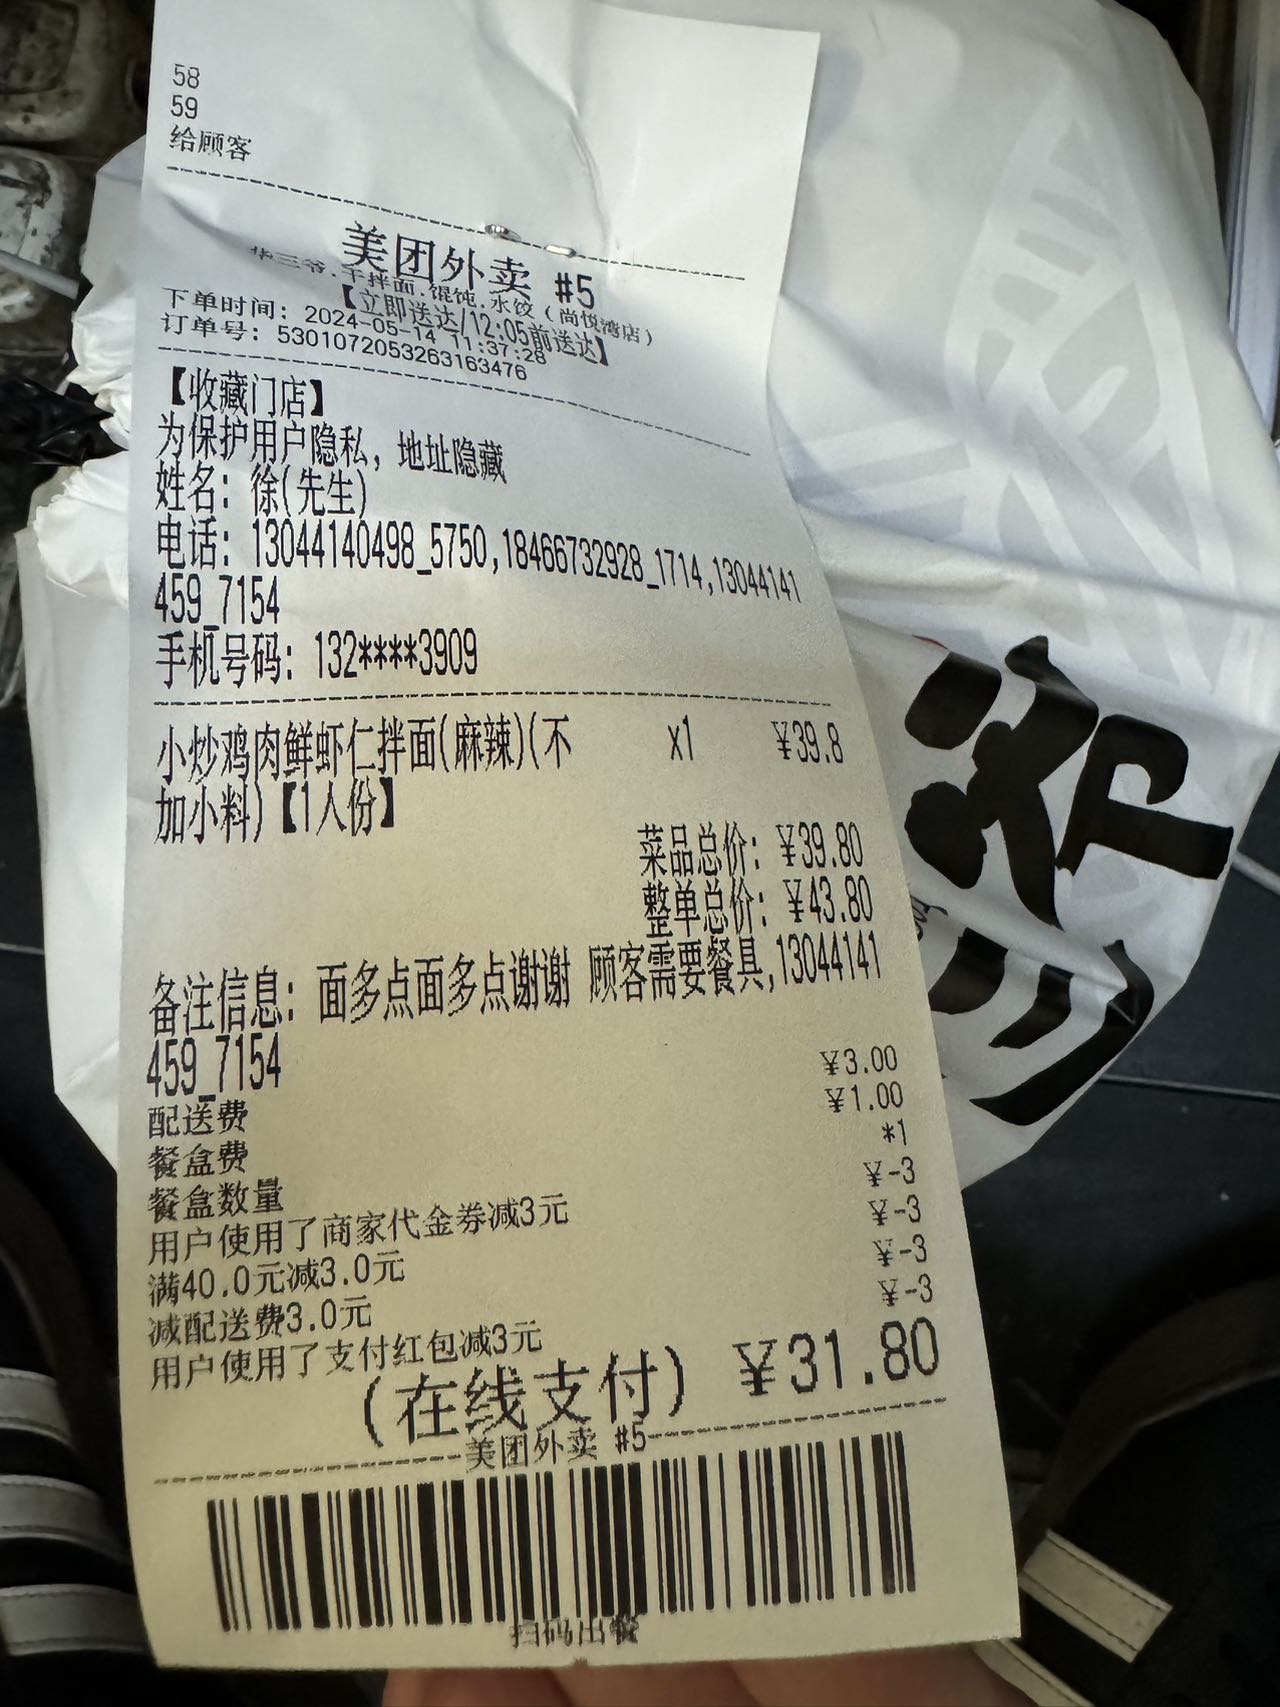 58
59
给顾客
美团外卖 #5
三爷.干拌面.馄饨.水饺(尚悦湾店)
【立即送达/12:05前送达】
下单时间: 2024-05-14 11:37:28
订单号: 5301072053263163476
【收藏门店】
为保护用户隐私, 地址隐藏
姓名: 徐(先生)
电话: 13044140498_5750,18466732928_1714,13044141
459_7154
手机号码: 132****3909
小炒鸡肉鲜虾仁拌面(麻辣)(不 x1 ¥39.8
加小料)【1人份】
菜品总价: ¥39.80
整单总价: ¥43.80
备注信息: 面多点面多点谢谢 顾客需要餐具,13044141
459_7154
配送费 ¥3.00
餐盒费 ¥1.00
餐盒数量 *1
用户使用了商家代金券减3元 ¥-3
满40.0元减3.0元 ¥-3
减配送费3.0元 ¥-3
用户使用了支付红包减3元 ¥-3
(在线支付) ¥31.80
美团外卖 #5
扫码出餐